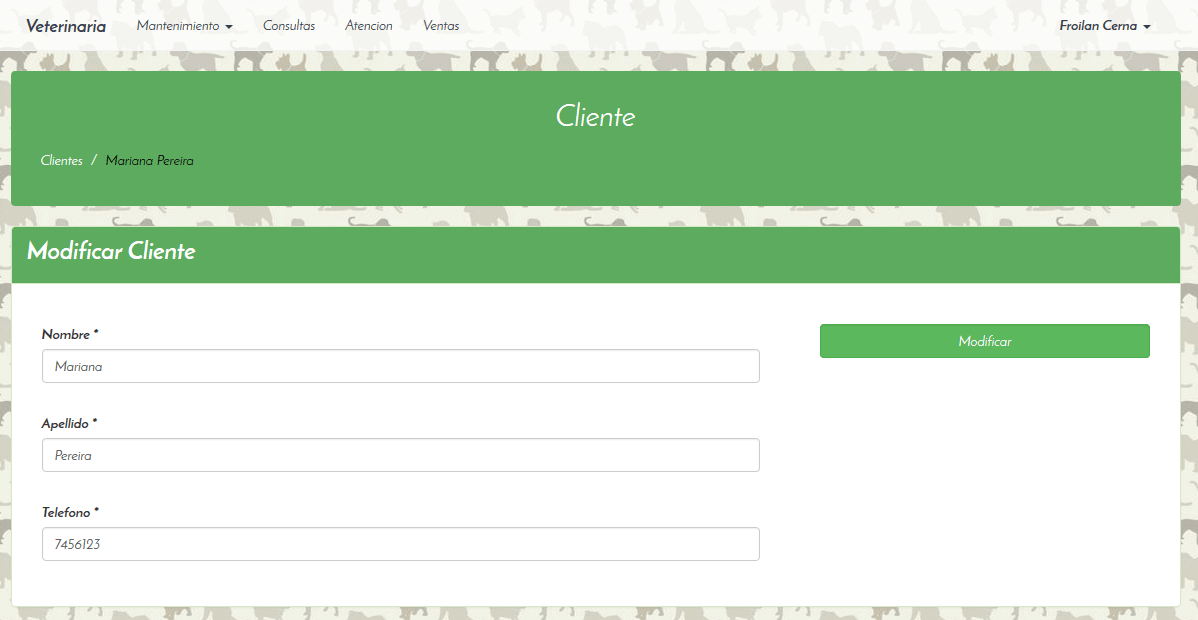 Veterinaria Mantenimiento Consultas Atencion Ventas Froilan Cerna
Cliente
Clientes / Mariana Pereira
Modificar Cliente
Nombre *
Modificar
Mariana
Apellido *
Pereira
Telefono *
7456123